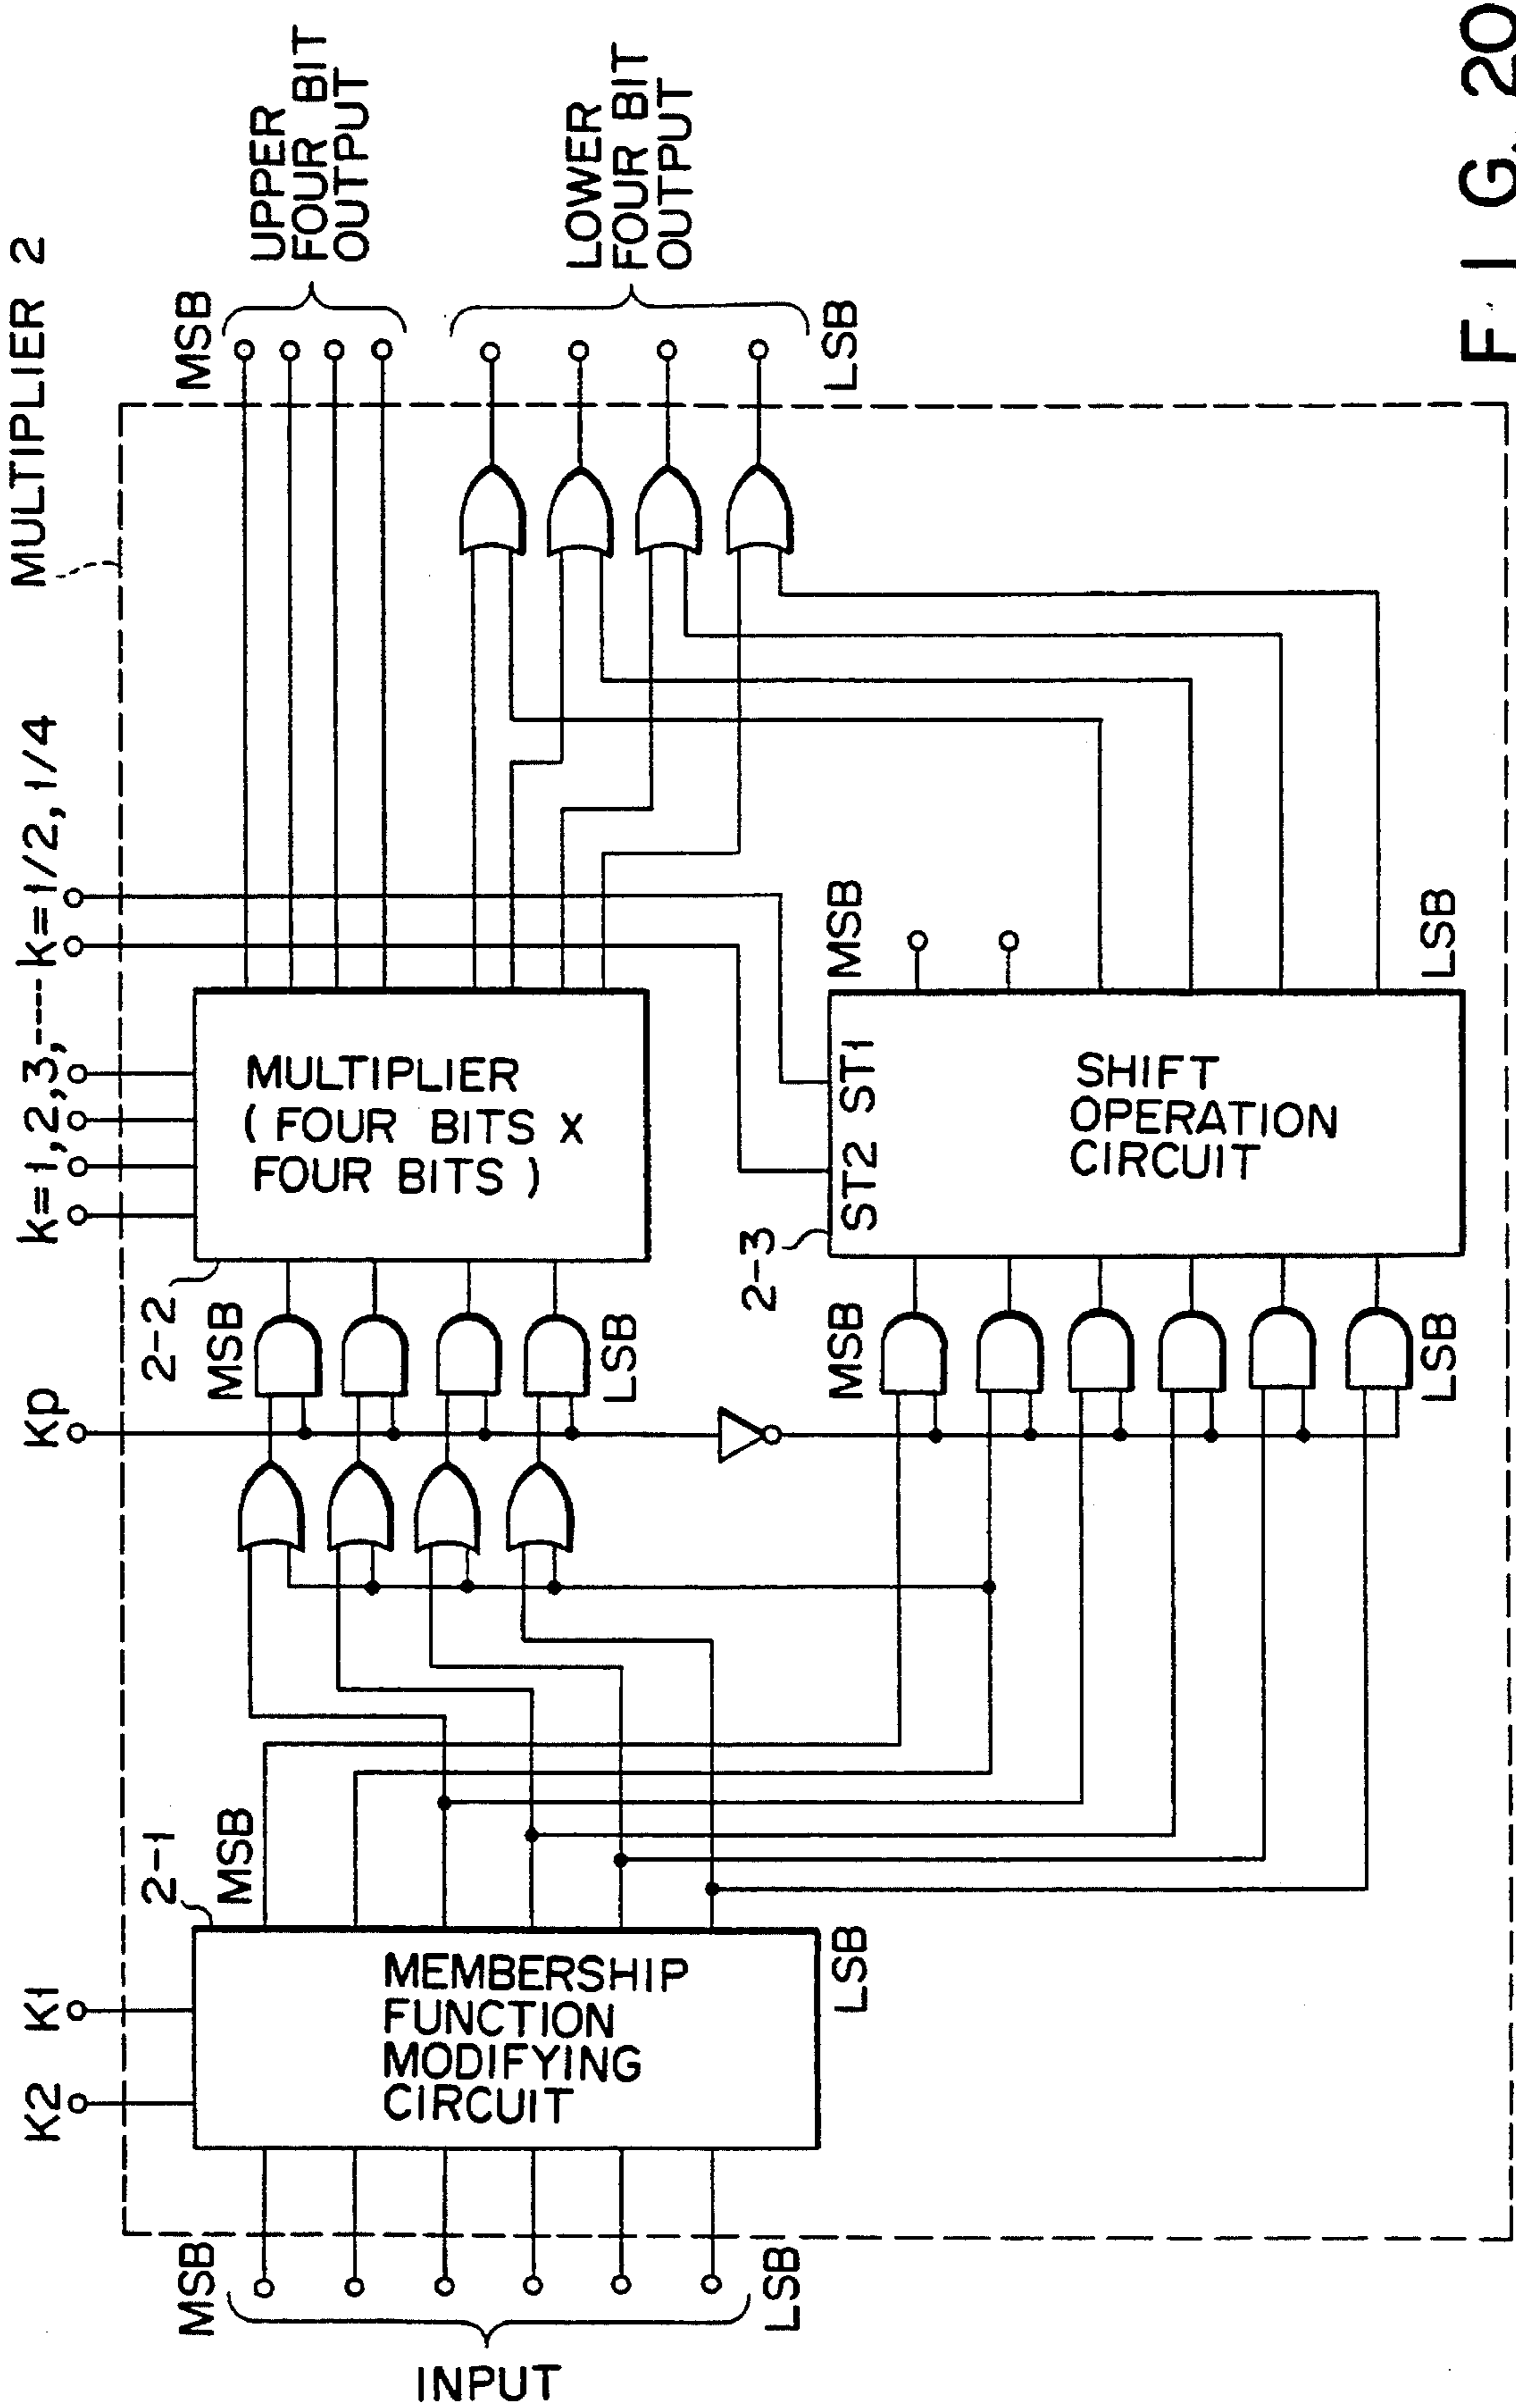 MULTIPLIER 2
K2
K1
Kp
k=1,2,3,----
k=1/2,1/4
INPUT
MSB
LSB
2-1
MEMBERSHIP
FUNCTION
MODIFYING
CIRCUIT
MSB
LSB
2-2
MSB
LSB
MULTIPLIER
( FOUR BITS X
FOUR BITS )
MSB
UPPER
FOUR BIT
OUTPUT
LOWER
FOUR BIT
OUTPUT
LSB
2-3
MSB
LSB
ST2 ST1
SHIFT
OPERATION
CIRCUIT
MSB
LSB
FIG. 20